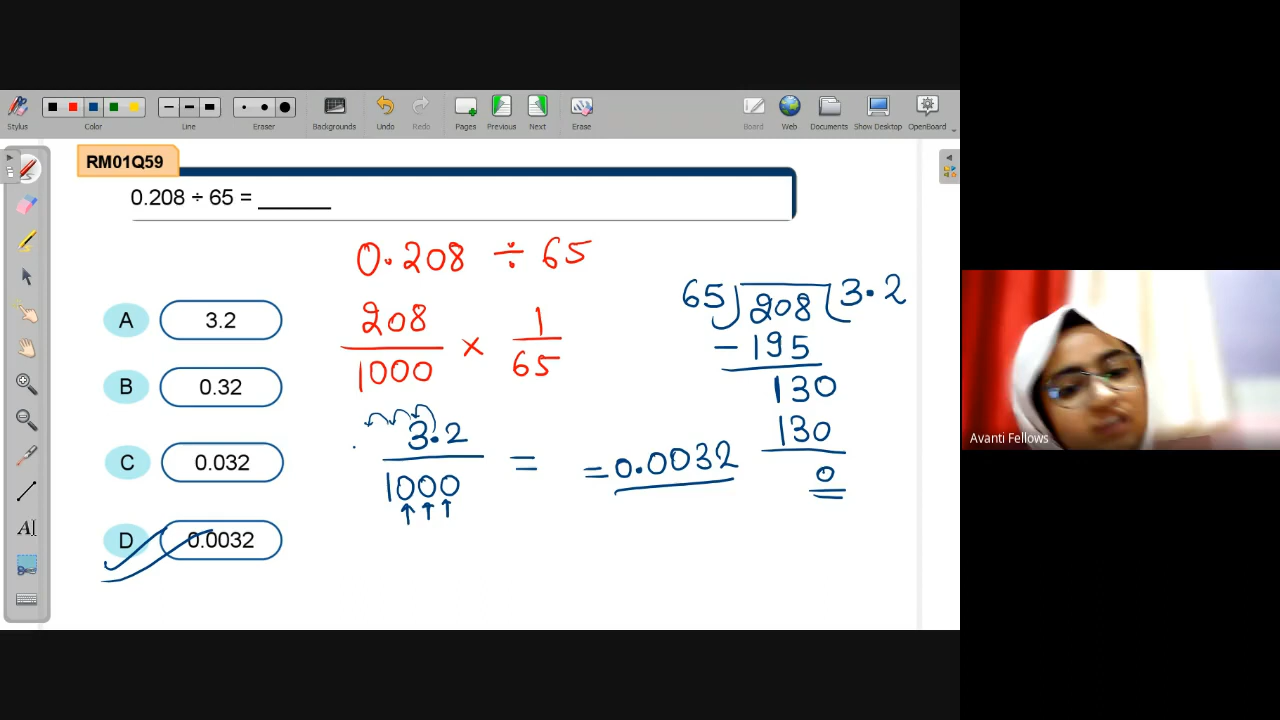 Stylus Color Line Eraser Backgrounds Undo Redo Pages Previous Next Erase Board Web Documents Show Desktop OpenBoard
RM01Q59
0.208 ÷ 65 = ______
0.208 ÷ 65
208/1000 × 1/65
3.2/1000 = = 0.0032
65)208(3.2
- 195
130
130
0
A 3.2
B 0.32
C 0.032
D 0.0032
Avanti Fellows